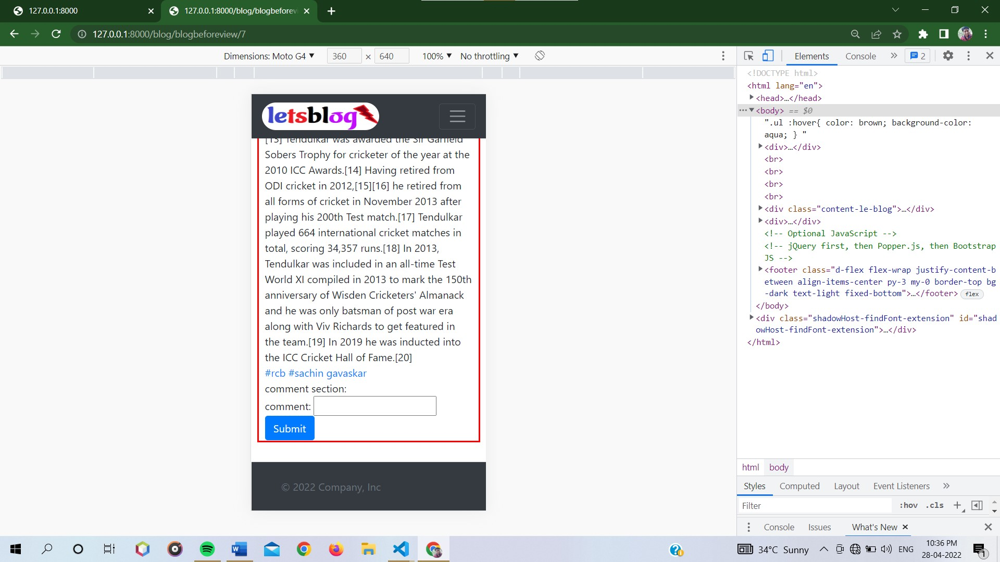 127.0.0.1:8000
127.0.0.1:8000/blog/blogbeforevi
127.0.0.1:8000/blog/blogbeforeview/7
Dimensions: Moto G4 ▼ 360 × 640 100% ▼ No throttling ▼
letsblog
[13] Tendulkar was awarded the Sir Garfield
Sobers Trophy for cricketer of the year at the
2010 ICC Awards.[14] Having retired from
ODI cricket in 2012,[15][16] he retired from
all forms of cricket in November 2013 after
playing his 200th Test match.[17] Tendulkar
played 664 international cricket matches in
total, scoring 34,357 runs.[18] In 2013,
Tendulkar was included in an all-time Test
World XI compiled in 2013 to mark the 150th
anniversary of Wisden Cricketers' Almanack
and he was only batsman of post war era
along with Viv Richards to get featured in
the team.[19] In 2019 he was inducted into
the ICC Cricket Hall of Fame.[20]
#rcb #sachin gavaskar
comment section:
comment:
Submit
© 2022 Company, Inc
Elements Console » 2
<!DOCTYPE html>
<html lang="en">
<head>…</head>
<body> == $0
".ul :hover{ color: brown; background-color:
aqua; } "
<div>…</div>
<br>
<br>
<br>
<br>
<div class="content-le-blog">…</div>
<div>…</div>
<!-- Optional JavaScript -->
<!-- jQuery first, then Popper.js, then Bootstrap
JS -->
<footer class="d-flex flex-wrap justify-content-b
etween align-items-center py-3 my-0 border-top bg
-dark text-light fixed-bottom">…</footer> flex
</body>
<div class="shadowHost-findFont-extension" id="shad
owHost-findFont-extension">…</div>
</html>
html body
Styles Computed Layout Event Listeners »
Filter :hov .cls +
Console Issues What's New ×
34°C Sunny ENG 10:36 PM
28-04-2022 1